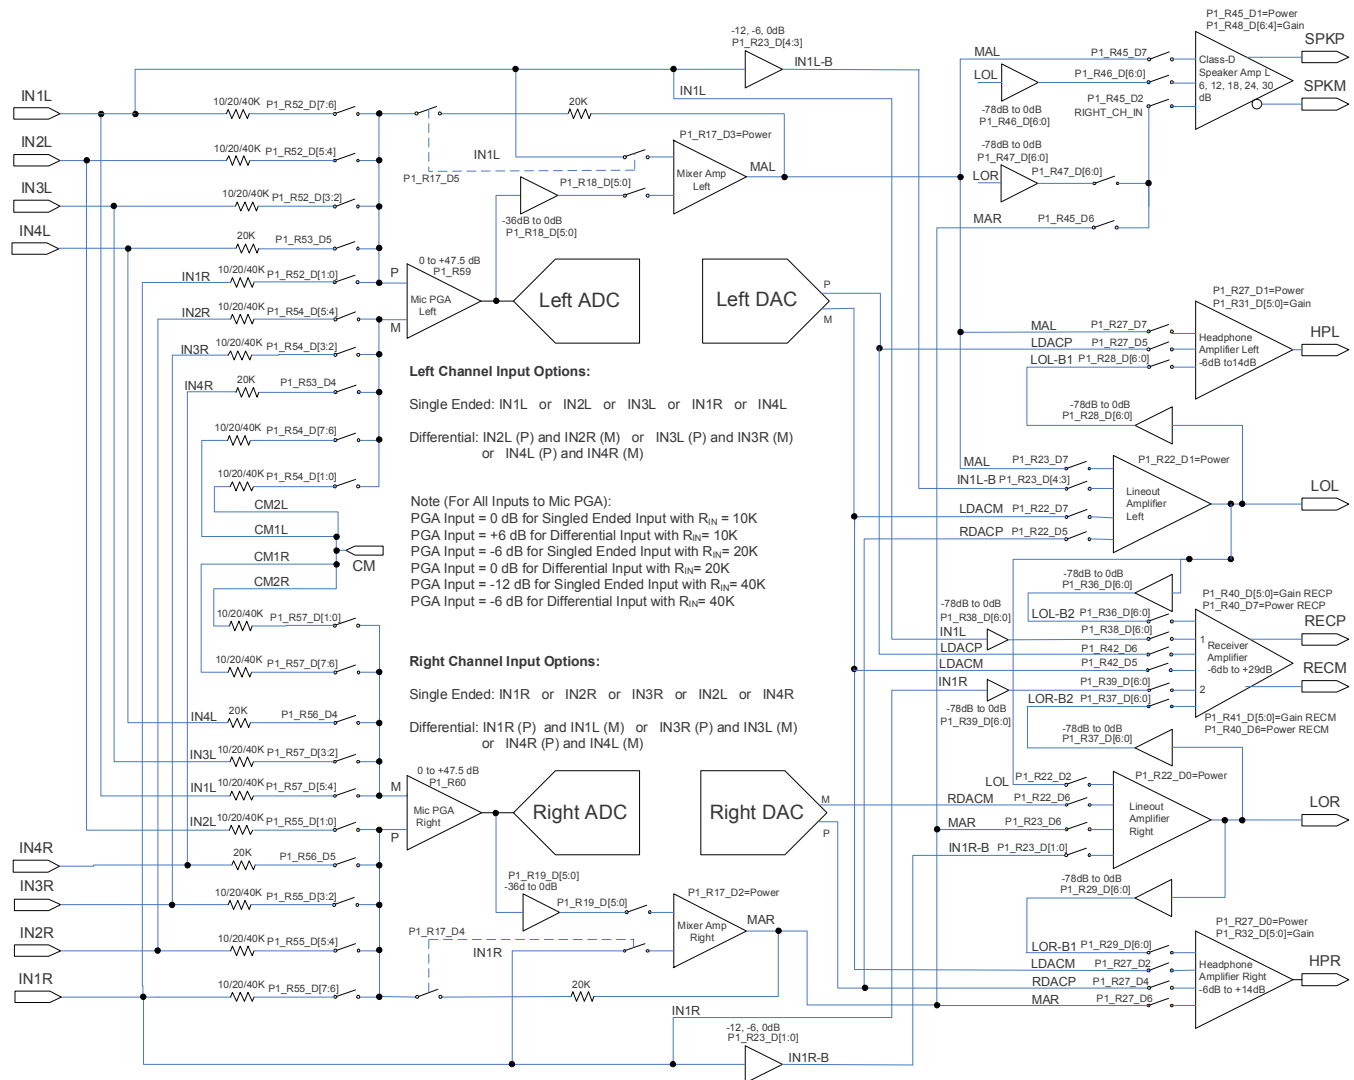 P1_R45_D1=Power
P1_R48_D[6:4]=Gain
-12, -6, 0dB
P1_R23_D[4:3]
IN1L-B
MAL
P1_R45_D7
Class-D
Speaker Amp L
6, 12, 18, 24, 30
dB
SPKP
SPKM
LOL
P1_R46_D[6:0]
-78dB to 0dB
P1_R46_D[6:0]
P1_R45_D2
RIGHT_CH_IN
-78dB to 0dB
P1_R47_D[6:0]
LOR
P1_R47_D[6:0]
MAR
P1_R45_D6
IN1L
IN1L
10/20/40K
P1_R52_D[7:6]
20K
P1_R17_D3=Power
IN2L
10/20/40K
P1_R52_D[5:4]
IN1L
P1_R17_D5
Mixer Amp
Left
MAL
IN3L
10/20/40K
P1_R52_D[3:2]
P1_R18_D[5:0]
-36dB to 0dB
P1_R18_D[5:0]
IN4L
20K
P1_R53_D5
IN1R
10/20/40K
P1_R52_D[1:0]
P
0 to +47.5 dB
P1_R59
Mic PGA
Left
M
Left ADC
Left DAC
P
M
IN2R
10/20/40K
P1_R54_D[5:4]
IN3R
10/20/40K
P1_R54_D[3:2]
IN4R
20K
P1_R53_D4
10/20/40K
P1_R54_D[7:6]
10/20/40K
P1_R54_D[1:0]
CM2L
CM1L
CM1R
CM2R
CM
10/20/40K
P1_R57_D[1:0]
10/20/40K
P1_R57_D[7:6]
Left Channel Input Options:
Single Ended: IN1L or IN2L or IN3L or IN1R or IN4L
Differential: IN2L (P) and IN2R (M) or IN3L (P) and IN3R (M)
or IN4L (P) and IN4R (M)
Note (For All Inputs to Mic PGA):
PGA Input = 0 dB for Singled Ended Input with RIN = 10K
PGA Input = +6 dB for Differential Input with RIN= 10K
PGA Input = -6 dB for Singled Ended Input with RIN= 20K
PGA Input = 0 dB for Differential Input with RIN= 20K
PGA Input = -12 dB for Singled Ended Input with RIN= 40K
PGA Input = -6 dB for Differential Input with RIN= 40K
Right Channel Input Options:
Single Ended: IN1R or IN2R or IN3R or IN2L or IN4R
Differential: IN1R (P) and IN1L (M) or IN3R (P) and IN3L (M)
or IN4R (P) and IN4L (M)
P1_R27_D1=Power
P1_R31_D[5:0]=Gain
MAL
P1_R27_D7
LDACP
P1_R27_D5
LOL-B1
P1_R28_D[6:0]
Headphone
Amplifier Left
-6dB to14dB
HPL
-78dB to 0dB
P1_R28_D[6:0]
MAL
P1_R23_D7
P1_R22_D1=Power
IN1L-B
P1_R23_D[4:3]
LDACM
P1_R22_D7
RDACP
P1_R22_D5
Lineout
Amplifier
Left
LOL
-78dB to 0dB
P1_R36_D[6:0]
LOL-B2
P1_R36_D[6:0]
P1_R40_D[5:0]=Gain RECP
P1_R40_D7=Power RECP
-78dB to 0dB
P1_R38_D[6:0]
IN1L
P1_R38_D[6:0]
LDACP
P1_R42_D6
LDACM
P1_R42_D5
IN1R
P1_R39_D[6:0]
-78dB to 0dB
P1_R39_D[6:0]
LOR-B2
P1_R37_D[6:0]
1
Receiver
Amplifier
-6db to +29dB
2
RECP
RECM
P1_R41_D[5:0]=Gain RECM
P1_R40_D6=Power RECM
-78dB to 0dB
P1_R37_D[6:0]
IN4L
20K
P1_R56_D4
IN3L
10/20/40K
P1_R57_D[3:2]
IN1L
10/20/40K
P1_R57_D[5:4]
IN2L
10/20/40K
P1_R55_D[1:0]
0 to +47.5 dB
P1_R60
M
Mic PGA
Right
P
Right ADC
Right DAC
M
P
LOL
P1_R22_D2
P1_R22_D0=Power
RDACM
P1_R22_D6
MAR
P1_R23_D6
IN1R-B
P1_R23_D[1:0]
Lineout
Amplifier
Right
LOR
IN4R
20K
P1_R56_D5
IN3R
10/20/40K
P1_R55_D[3:2]
IN2R
10/20/40K
P1_R55_D[5:4]
IN1R
10/20/40K
P1_R55_D[7:6]
P1_R19_D[5:0]
-36d to 0dB
P1_R19_D[5:0]
P1_R17_D2=Power
Mixer Amp
Right
MAR
P1_R17_D4
IN1R
20K
IN1R
-12, -6, 0dB
P1_R23_D[1:0]
IN1R-B
-78dB to 0dB
P1_R29_D[6:0]
P1_R27_D0=Power
P1_R32_D[5:0]=Gain
LOR-B1
P1_R29_D[6:0]
LDACM
P1_R27_D2
RDACP
P1_R27_D4
MAR
P1_R27_D6
Headphone
Amplifier Right
-6dB to +14dB
HPR